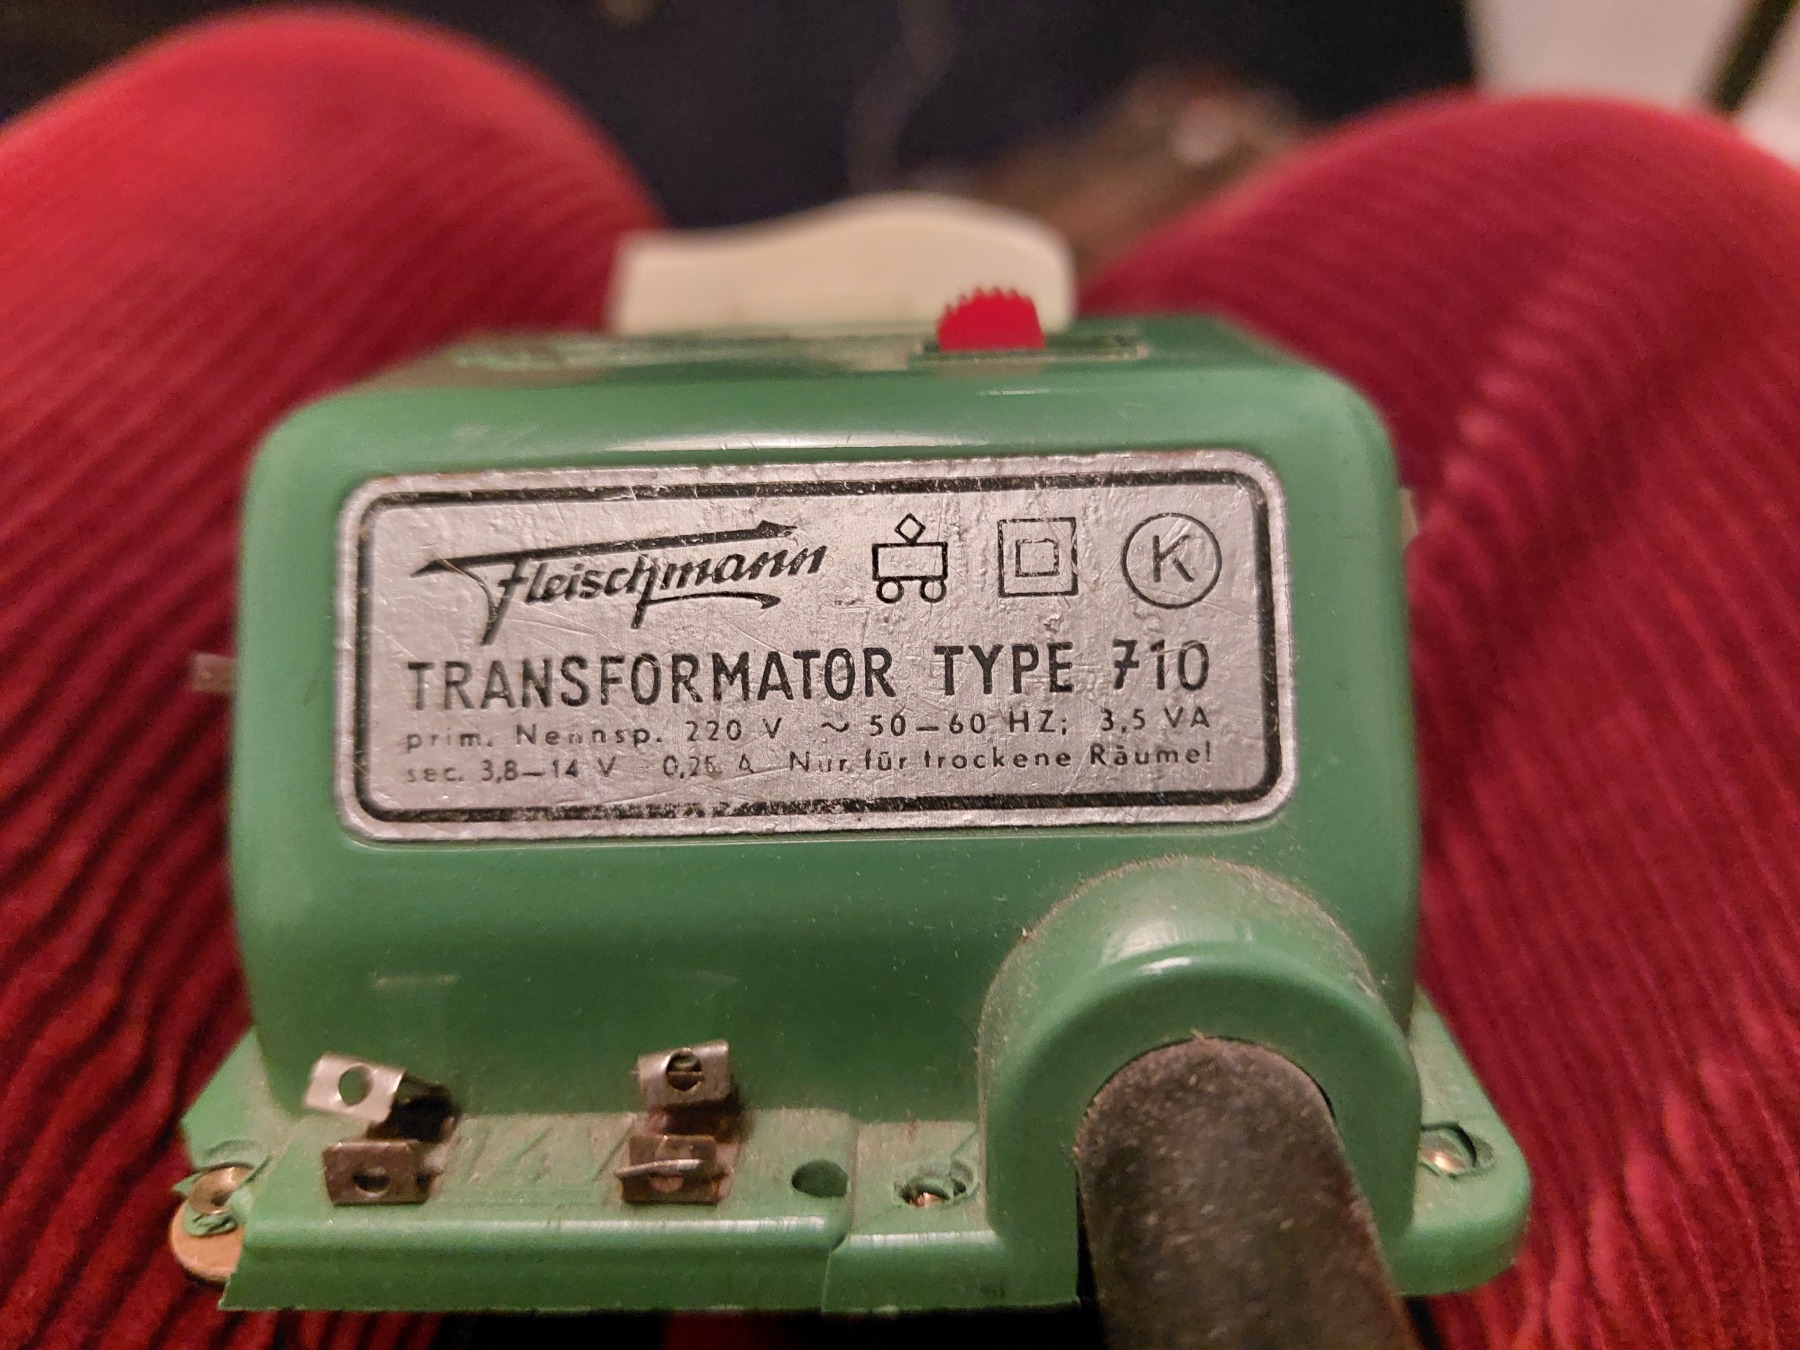 Fleischmann K
TRANSFORMATOR TYPE 710
prim. Nennsp. 220 V ~ 50–60 HZ; 3,5 VA
sec. 3,8–14 V 0,25 A Nur für trockene Räume!
14V